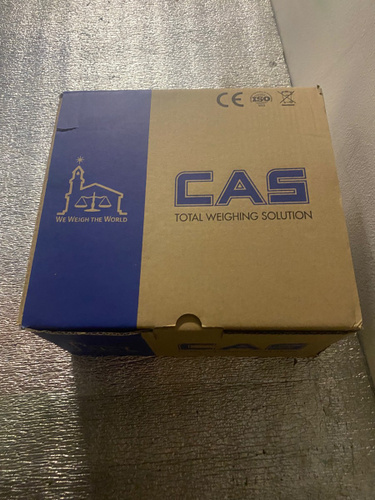 CE
ISO
CAS
TOTAL WEIGHING SOLUTION
WE WEIGH THE WORLD
CAS